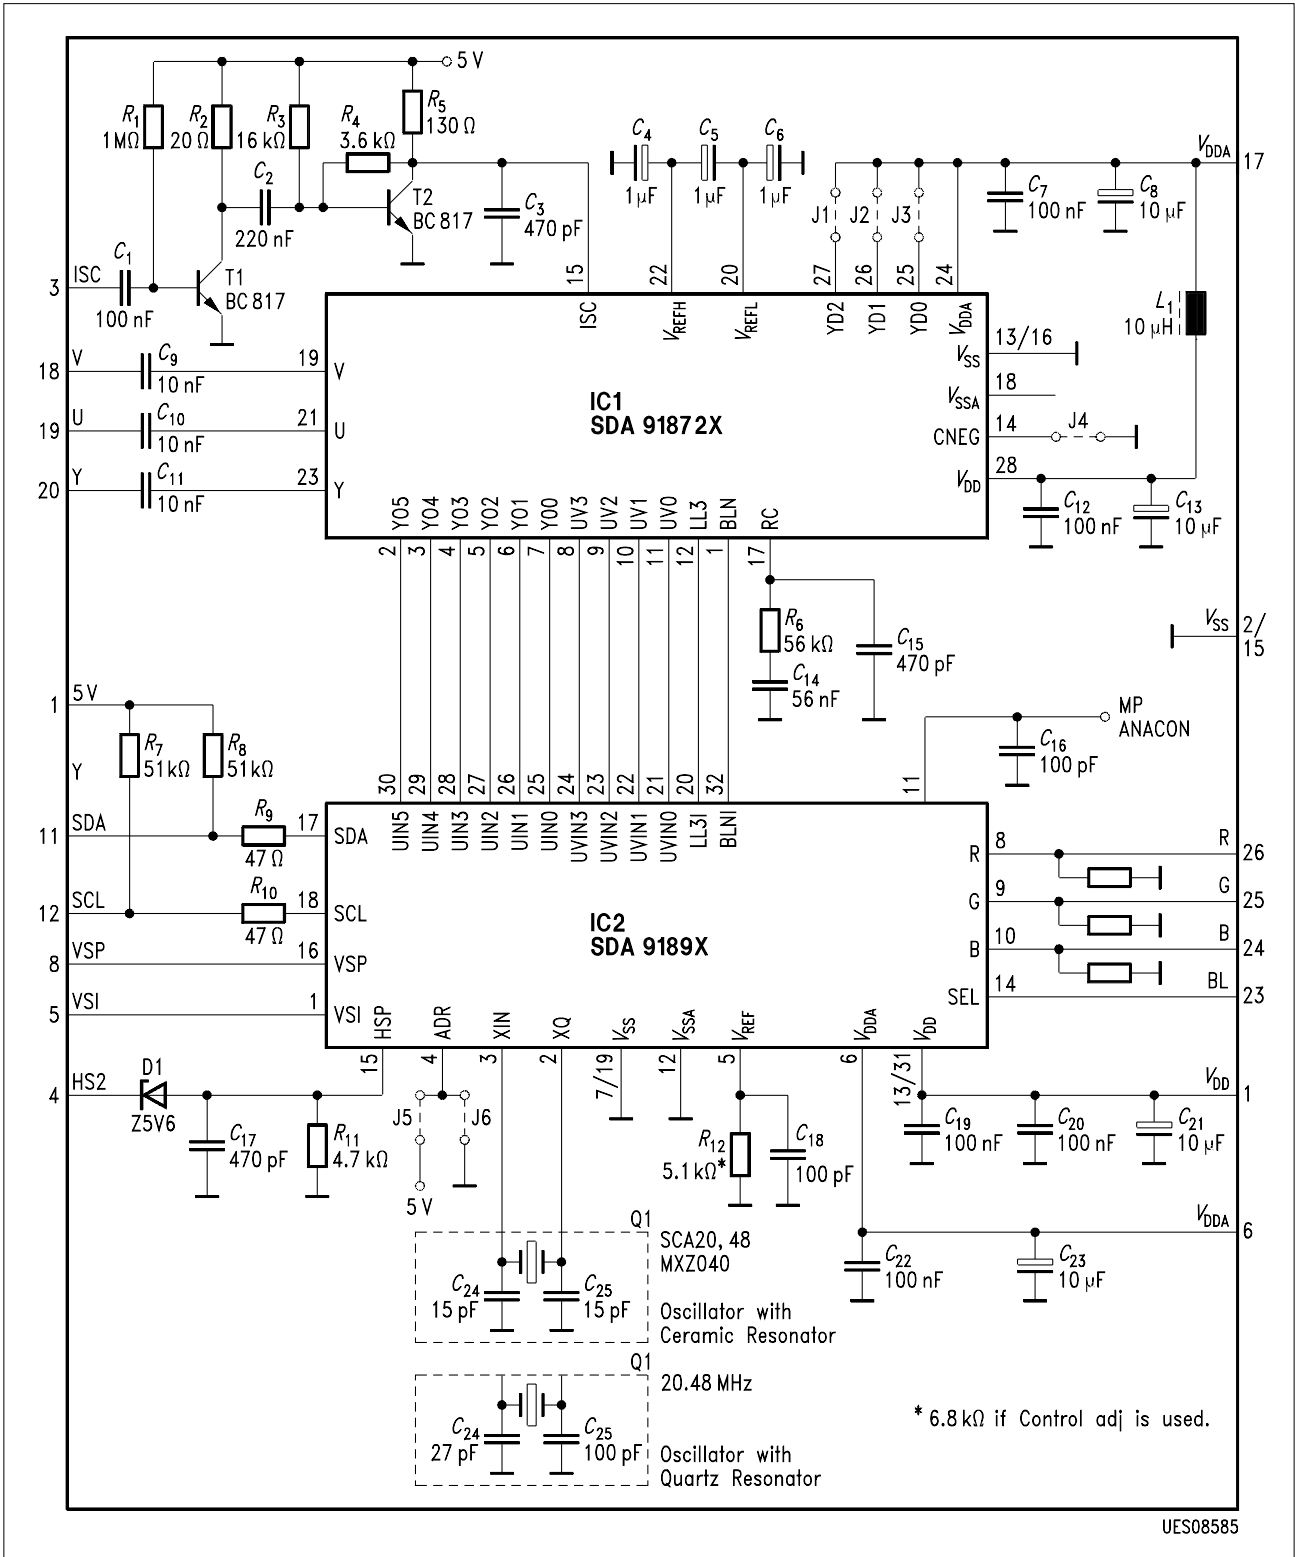 5 V
R1
1MΩ
R2
20 Ω
R3
16 kΩ
R4
3.6 kΩ
R5
130 Ω
C2
220 nF
T2
BC 817
C3
470 pF
C4
1 µF
C5
1 µF
C6
1 µF
J1
J2
J3
C7
100 nF
C8
10 µF
VDDA
17
3
ISC
C1
100 nF
T1
BC 817
15
22
20
27
26
25
24
ISC
VREFH
VREFL
YD2
YD1
YD0
VDDA
L1
10 µH
18
V
C9
10 nF
19
V
19
U
C10
10 nF
21
U
20
Y
C11
10 nF
23
Y
IC1
SDA 91872X
VSS
13/16
VSSA
18
CNEG
14
J4
VDD
28
C12
100 nF
C13
10 µF
YO5
YO4
YO3
YO2
YO1
YO0
UV3
UV2
UV1
UV0
LL3
BLN
RC
2
3
4
5
6
7
8
9
10
11
12
1
17
R6
56 kΩ
C14
56 nF
C15
470 pF
VSS
2/
15
1
5 V
R7
51 kΩ
R8
51 kΩ
Y
MP
ANACON
C16
100 pF
11
30
29
28
27
26
25
24
23
22
21
20
32
UIN5
UIN4
UIN3
UIN2
UIN1
UIN0
UVIN3
UVIN2
UVIN1
UVIN0
LL3I
BLNI
11
SDA
R9
47 Ω
17
SDA
12
SCL
R10
47 Ω
18
SCL
8
VSP
16
VSP
5
VSI
1
VSI
IC2
SDA 9189X
R
8
R
26
G
9
G
25
B
10
B
24
SEL
14
BL
23
HSP
ADR
XIN
XQ
VSS
VSSA
VREF
VDDA
VDD
15
4
3
2
7/19
12
5
6
13/31
4
HS2
D1
Z5V6
C17
470 pF
R11
4.7 kΩ
J5
J6
5 V
R12
5.1 kΩ*
C18
100 pF
C19
100 nF
C20
100 nF
C21
10 µF
VDD
1
VDDA
6
C22
100 nF
C23
10 µF
Q1
SCA20, 48
MXZ040
C24
15 pF
C25
15 pF
Oscillator with
Ceramic Resonator
Q1
20.48 MHz
C24
27 pF
C25
100 pF
Oscillator with
Quartz Resonator
* 6.8 kΩ if Control adj is used.
UES08585